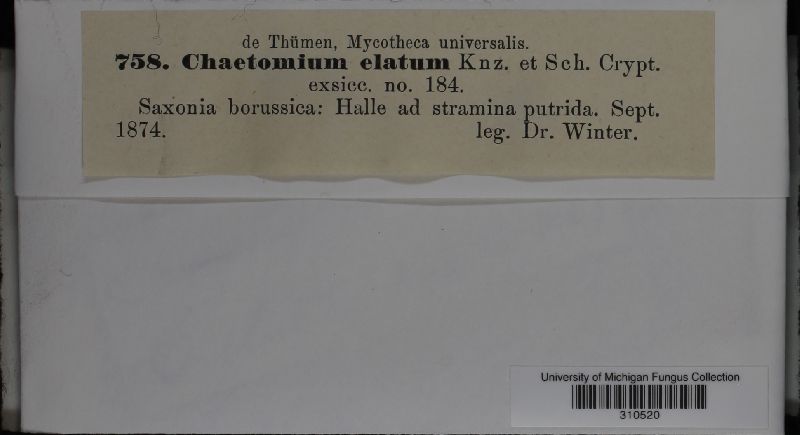 de Thümen, Mycotheca universalis.
758. Chaetomium elatum Knz. et Sch. Crypt.
exsicc. no. 184.
Saxonia borussica: Halle ad stramina putrida. Sept.
1874. leg. Dr. Winter.
University of Michigan Fungus Collection
310520